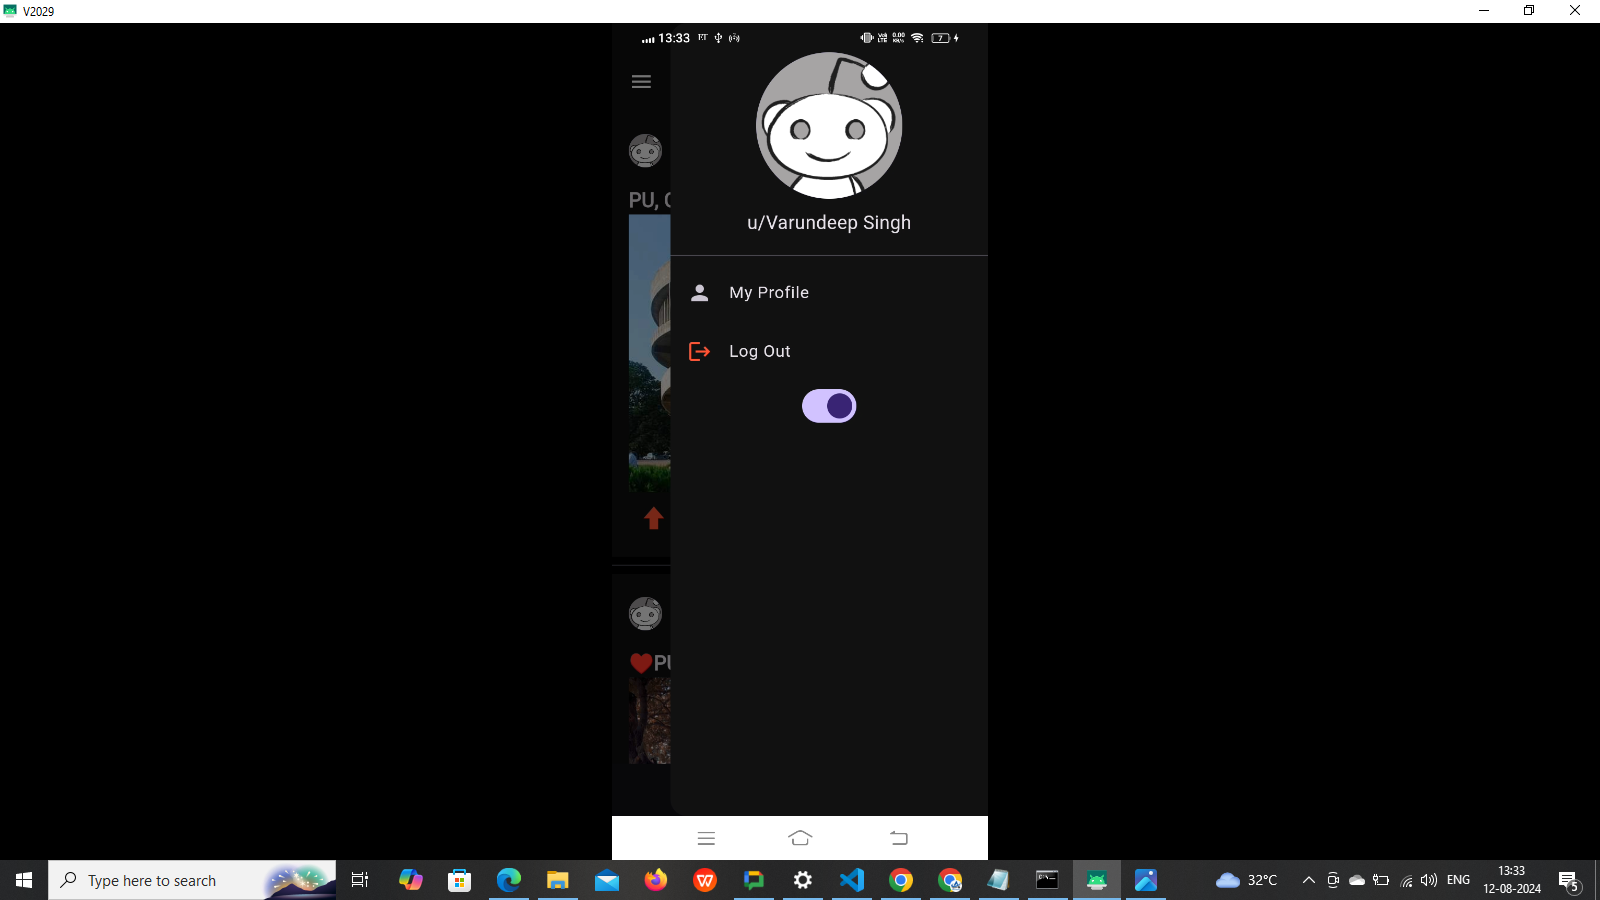 V2029
13:33
7
u/Varundeep Singh
My Profile
Log Out
PU,
Type here to search
32°C
ENG
13:33
12-08-2024
5